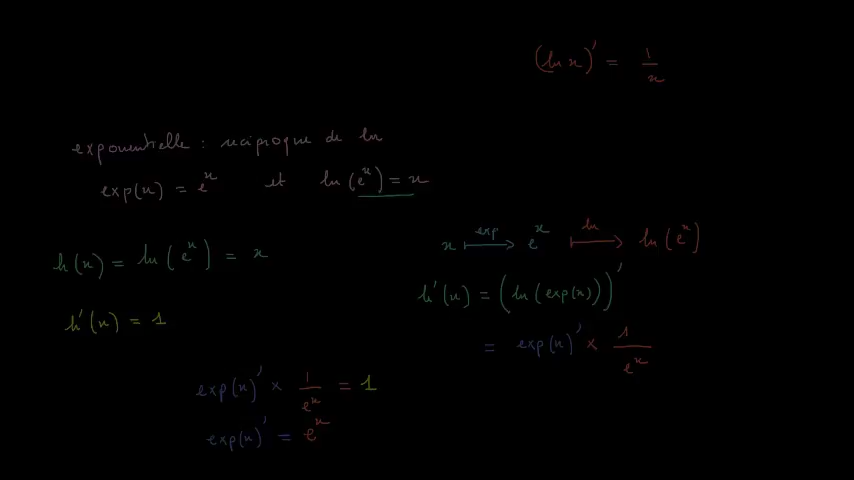 (ln x)' = 1/x
exponentielle : réciproque de ln
exp(x) = e^x et ln(e^x) = x
h(x) = ln(e^x) = x
h'(x) = 1
x ⟼ exp e^x ⟼ ln ln(e^x)
h'(x) = (ln(exp(x)))'
= exp(x)' × 1/e^x
exp(x)' × 1/e^x = 1
exp(x)' = e^x